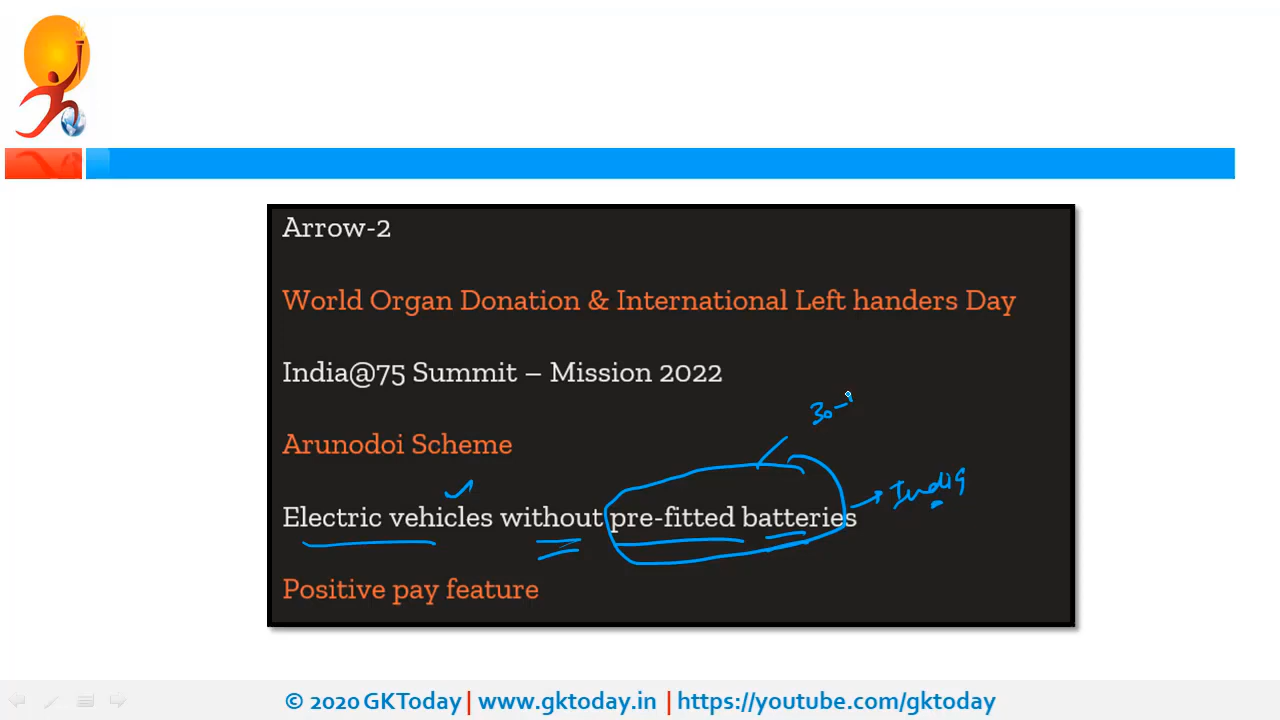 Arrow-2
World Organ Donation & International Left handers Day
India@75 Summit – Mission 2022
Arunodoi Scheme
30-
Electric vehicles without pre-fitted batteries
India
Positive pay feature
© 2020 GKToday | www.gktoday.in | https://youtube.com/gktoday